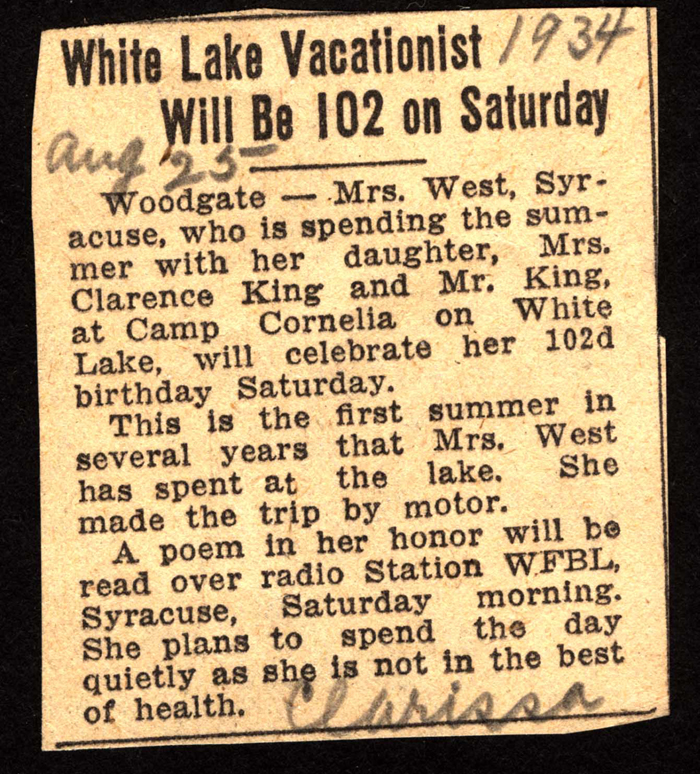 White Lake Vacationist 1934
Will Be 102 on Saturday
Aug 25
Woodgate — Mrs. West, Syr-
acuse, who is spending the sum-
mer with her daughter, Mrs.
Clarence King and Mr. King,
at Camp Cornelia on White
Lake, will celebrate her 102d
birthday Saturday.
This is the first summer in
several years that Mrs. West
has spent at the lake. She
made the trip by motor.
A poem in her honor will be
read over radio Station WFBL,
Syracuse, Saturday morning.
She plans to spend the day
quietly as she is not in the best
of health. Clarissa